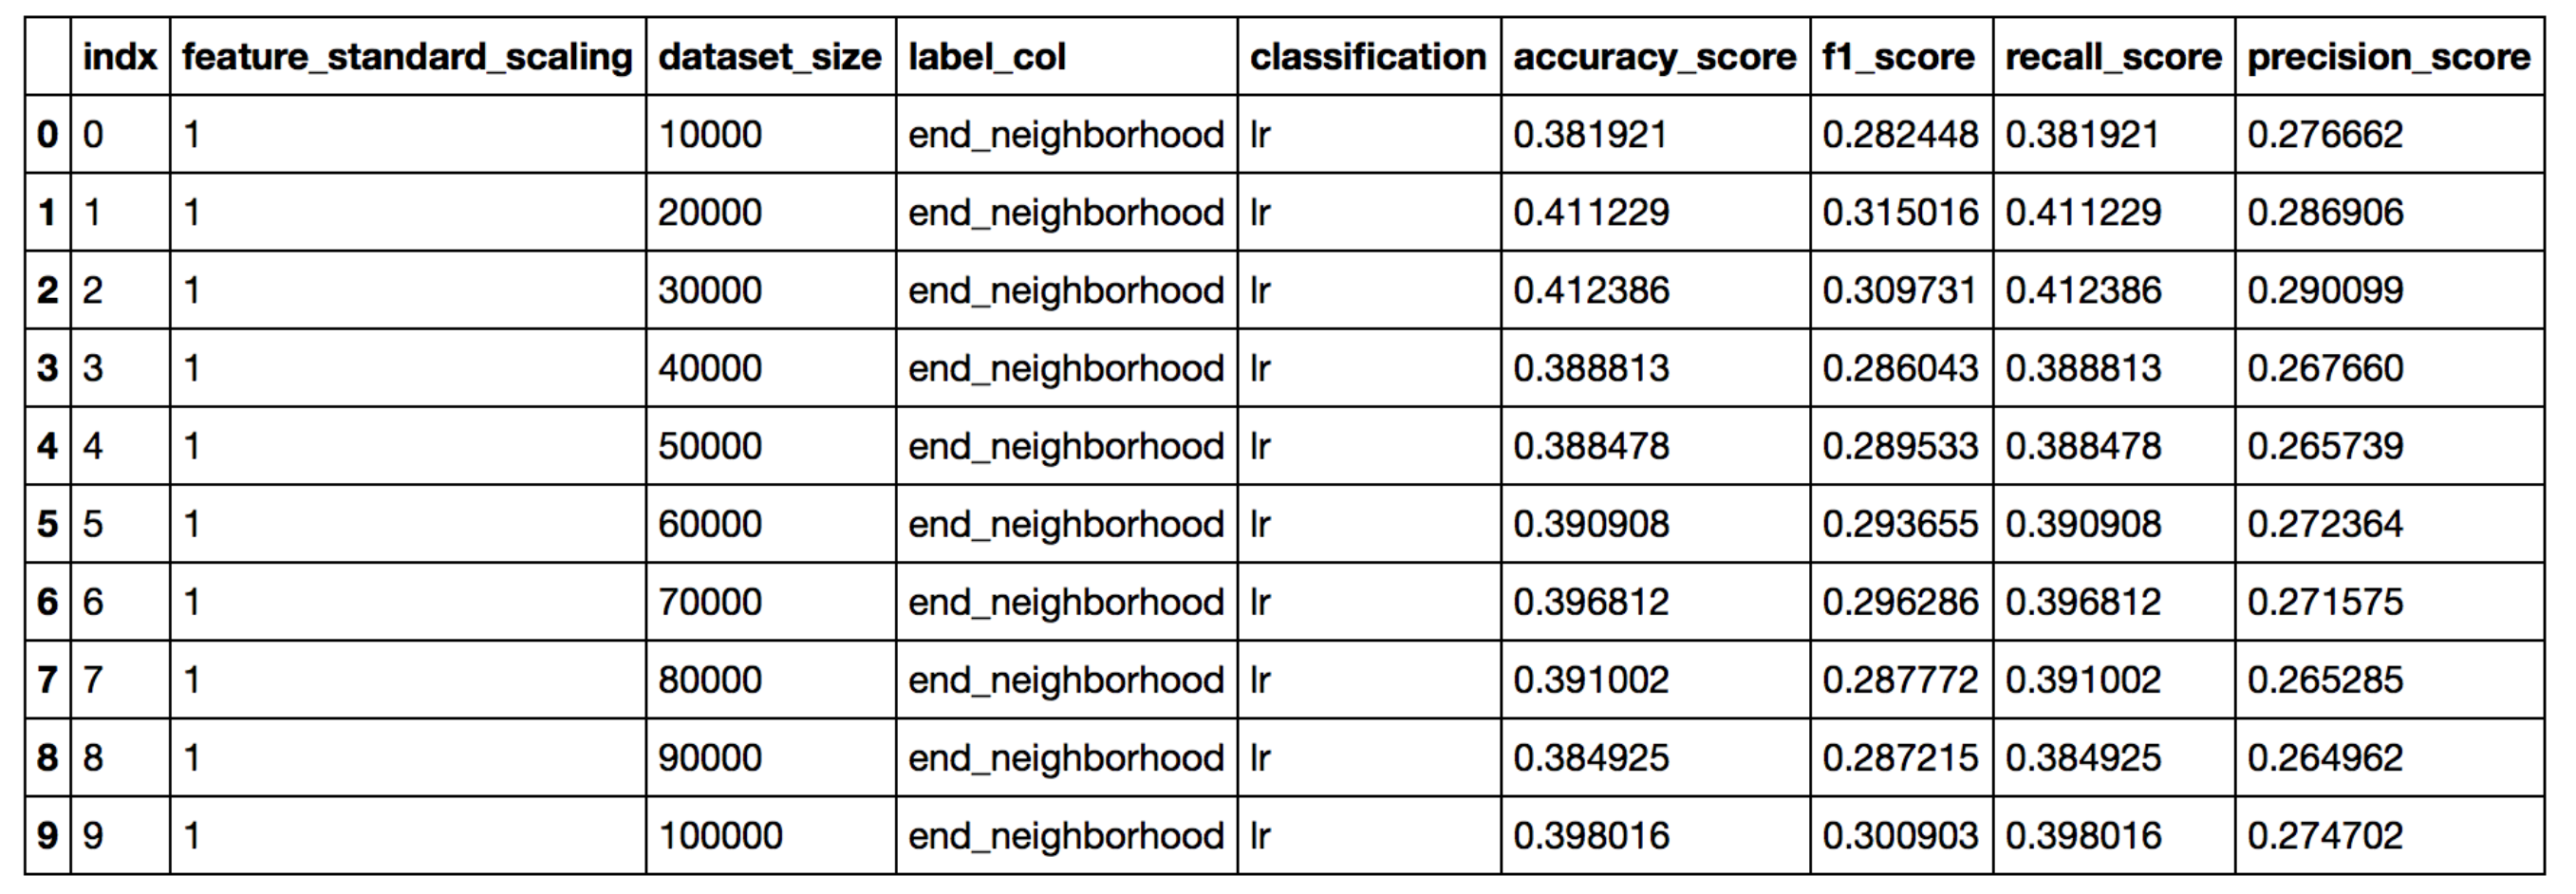 indx feature_standard_scaling dataset_size label_col classification accuracy_score f1_score recall_score precision_score
0 0 1 10000 end_neighborhood lr 0.381921 0.282448 0.381921 0.276662
1 1 1 20000 end_neighborhood lr 0.411229 0.315016 0.411229 0.286906
2 2 1 30000 end_neighborhood lr 0.412386 0.309731 0.412386 0.290099
3 3 1 40000 end_neighborhood lr 0.388813 0.286043 0.388813 0.267660
4 4 1 50000 end_neighborhood lr 0.388478 0.289533 0.388478 0.265739
5 5 1 60000 end_neighborhood lr 0.390908 0.293655 0.390908 0.272364
6 6 1 70000 end_neighborhood lr 0.396812 0.296286 0.396812 0.271575
7 7 1 80000 end_neighborhood lr 0.391002 0.287772 0.391002 0.265285
8 8 1 90000 end_neighborhood lr 0.384925 0.287215 0.384925 0.264962
9 9 1 100000 end_neighborhood lr 0.398016 0.300903 0.398016 0.274702